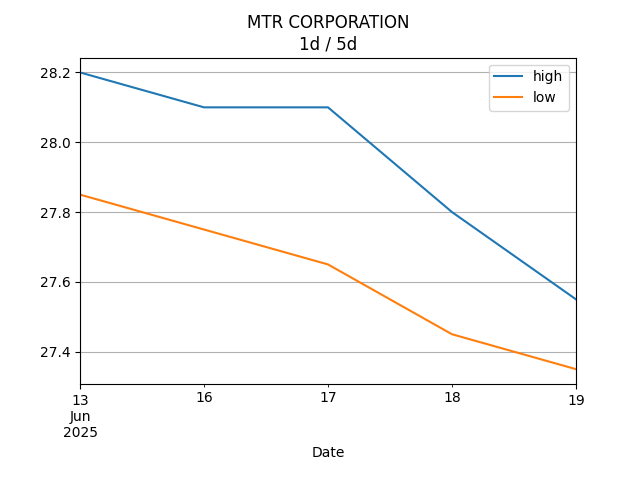 MTR CORPORATION
1d / 5d
high
low
28.2
28.0
27.8
27.6
27.4
13 16 17 18 19
Jun
2025
Date